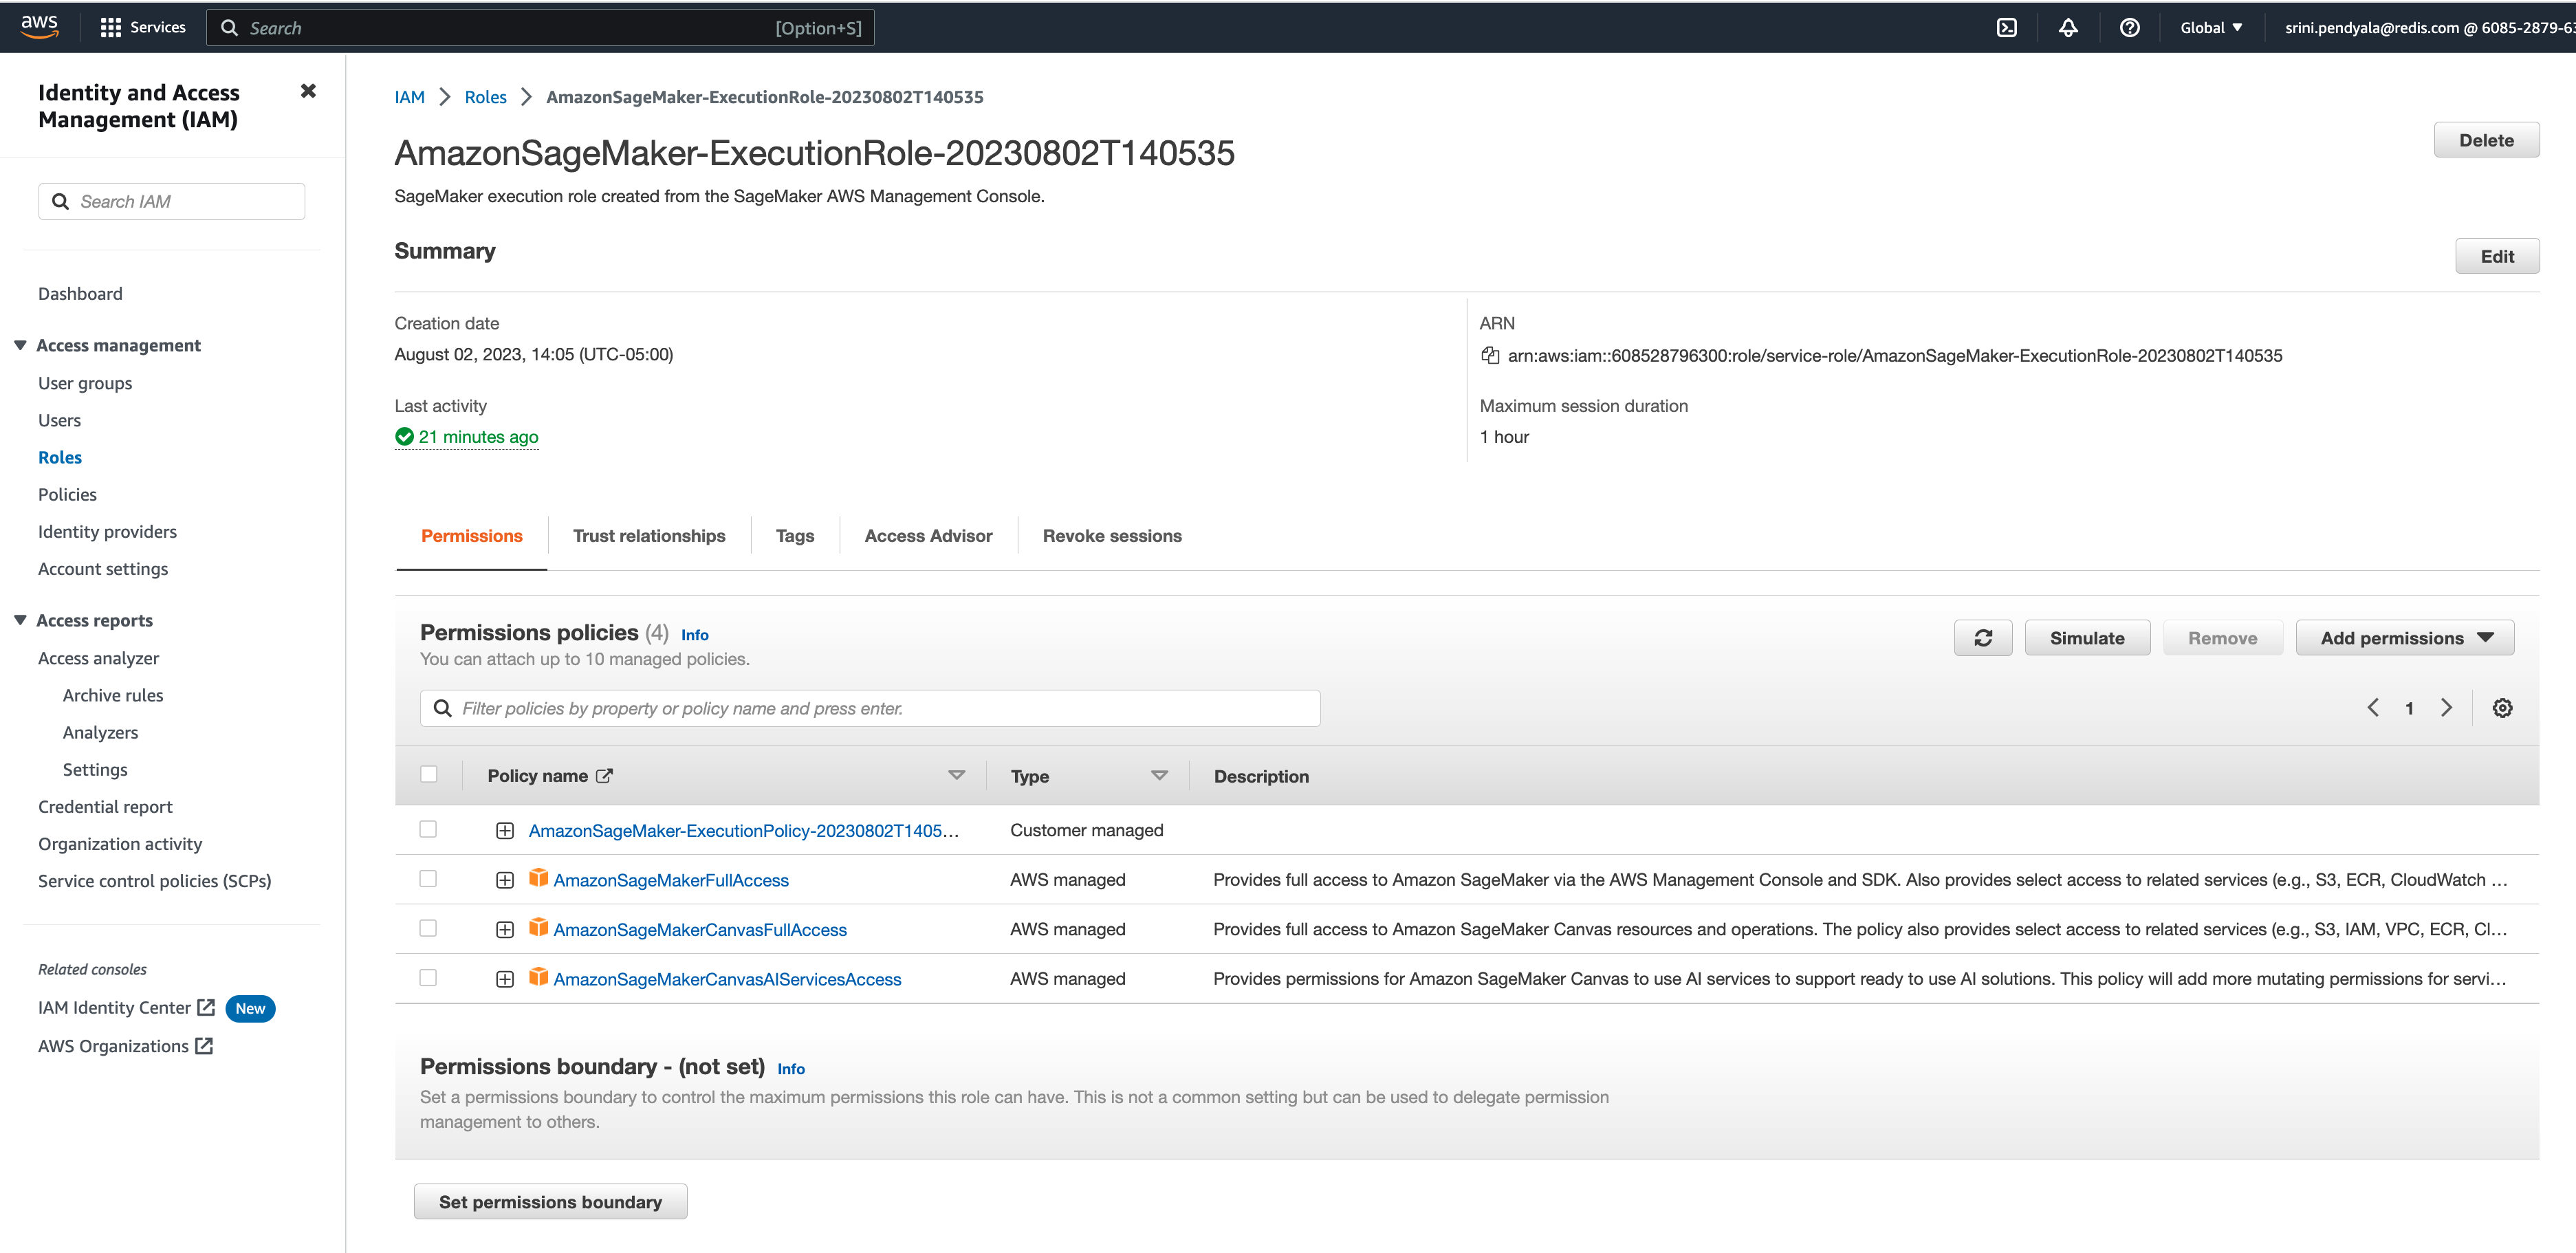 aws
Services
Search
[Option+S]
Global
srini.pendyala@redis.com @ 6085-2879-63
Identity and Access
Management (IAM)
Search IAM
Dashboard
Access management
User groups
Users
Roles
Policies
Identity providers
Account settings
Access reports
Access analyzer
Archive rules
Analyzers
Settings
Credential report
Organization activity
Service control policies (SCPs)
Related consoles
IAM Identity Center New
AWS Organizations
IAM > Roles > AmazonSageMaker-ExecutionRole-20230802T140535
AmazonSageMaker-ExecutionRole-20230802T140535
Delete
SageMaker execution role created from the SageMaker AWS Management Console.
Summary
Edit
Creation date
August 02, 2023, 14:05 (UTC-05:00)
ARN
arn:aws:iam::608528796300:role/service-role/AmazonSageMaker-ExecutionRole-20230802T140535
Last activity
21 minutes ago
Maximum session duration
1 hour
Permissions
Trust relationships
Tags
Access Advisor
Revoke sessions
Permissions policies (4) Info
You can attach up to 10 managed policies.
Simulate
Remove
Add permissions
Filter policies by property or policy name and press enter.
1
Policy name
Type
Description
AmazonSageMaker-ExecutionPolicy-20230802T1405...
Customer managed
AmazonSageMakerFullAccess
AWS managed
Provides full access to Amazon SageMaker via the AWS Management Console and SDK. Also provides select access to related services (e.g., S3, ECR, CloudWatch ...
AmazonSageMakerCanvasFullAccess
AWS managed
Provides full access to Amazon SageMaker Canvas resources and operations. The policy also provides select access to related services (e.g., S3, IAM, VPC, ECR, Cl...
AmazonSageMakerCanvasAIServicesAccess
AWS managed
Provides permissions for Amazon SageMaker Canvas to use AI services to support ready to use AI solutions. This policy will add more mutating permissions for servi...
Permissions boundary - (not set) Info
Set a permissions boundary to control the maximum permissions this role can have. This is not a common setting but can be used to delegate permission
management to others.
Set permissions boundary